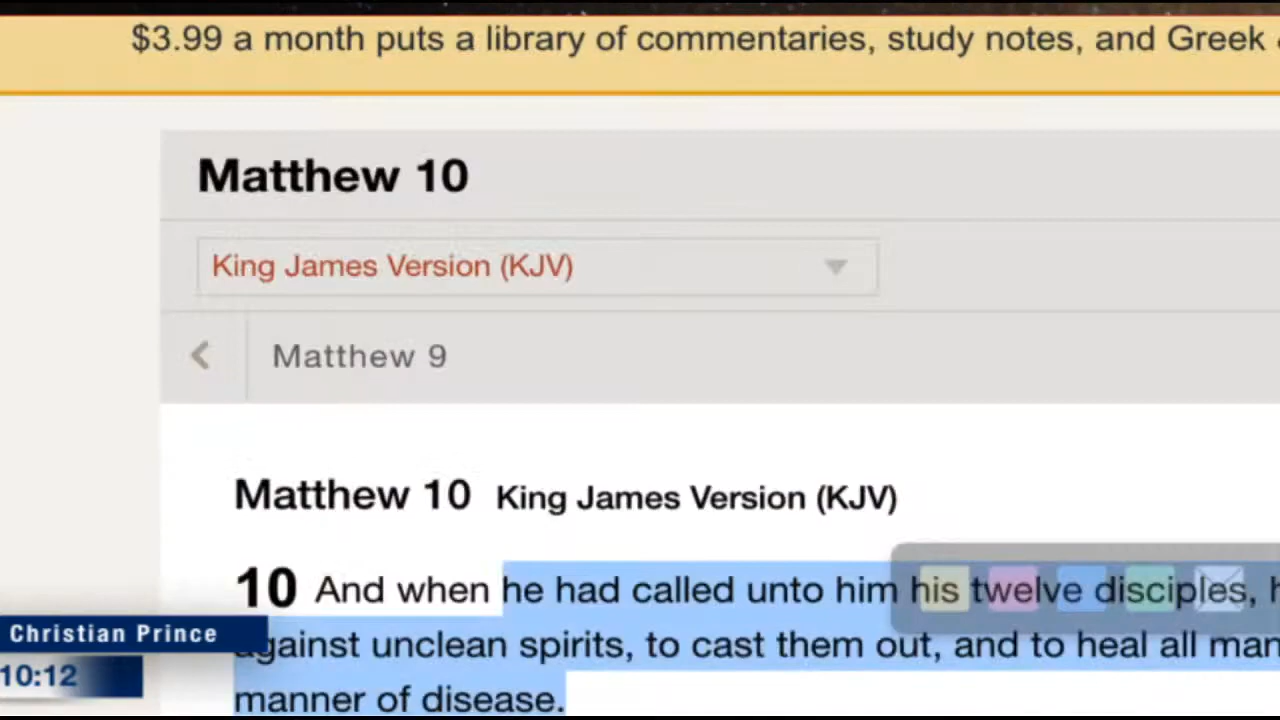 $3.99 a month puts a library of commentaries, study notes, and Greek
Matthew 10
King James Version (KJV)
Matthew 9
Matthew 10 King James Version (KJV)
10 And when he had called unto him his twelve disciples,
against unclean spirits, to cast them out, and to heal all man
manner of disease.
Christian Prince
10:12